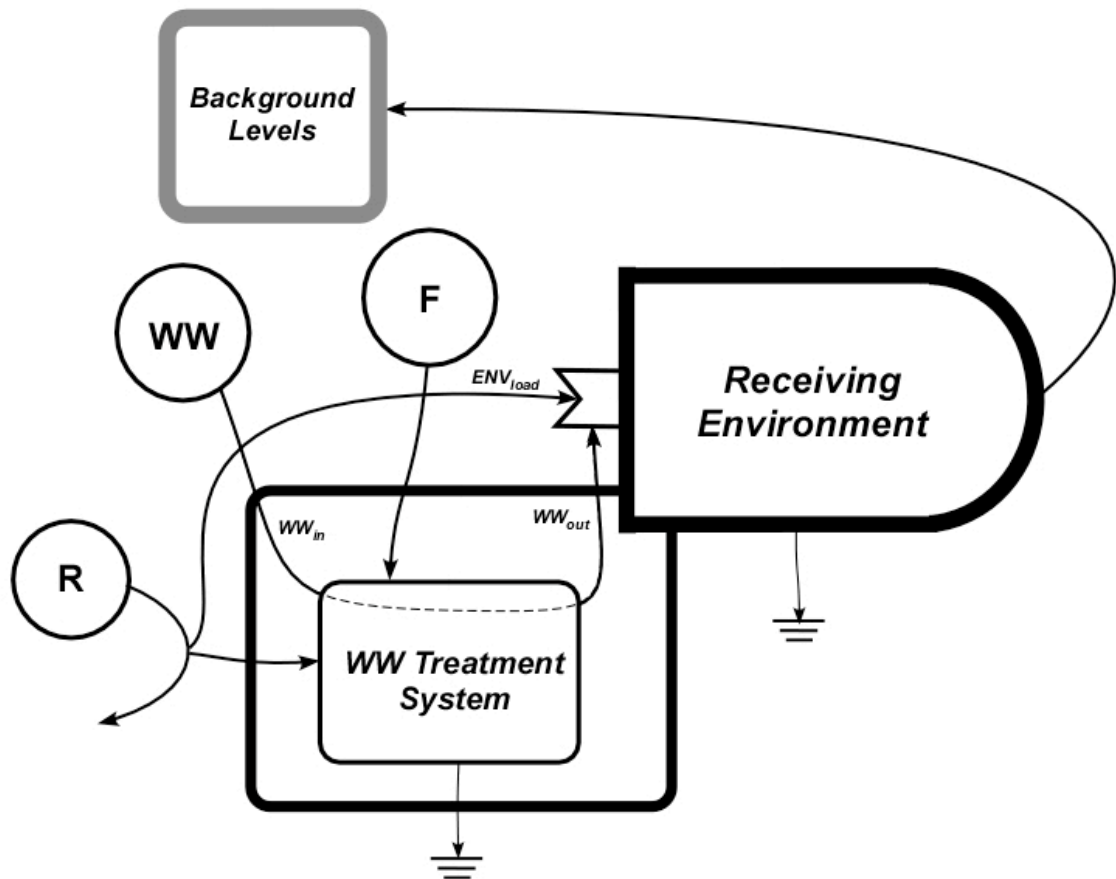 Background
Levels
WW
F
ENVload
Receiving
Environment
WWin
WWout
R
WW Treatment
System